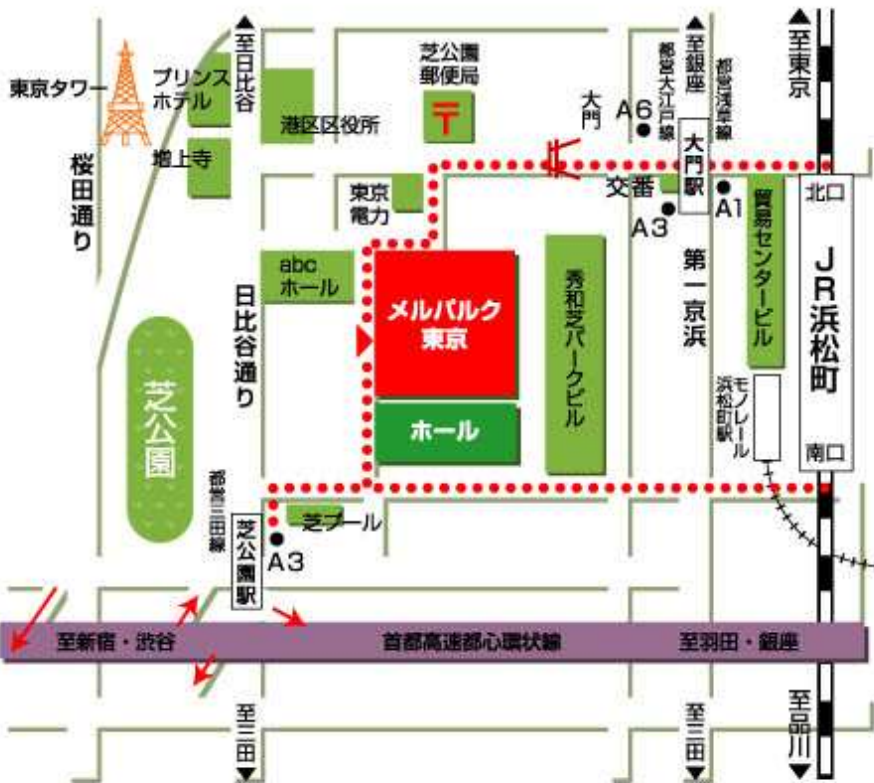 至日比谷
至銀座
至東京
東京タワー
プリンス
ホテル
港区区役所
芝公園
郵便局
〒
大門
A6
都営大江戸線
都営浅草線
大門駅
増上寺
桜田通り
東京
電力
交番
A3
A1
北口
貿易センタービル
JR浜松町
abc
ホール
日比谷通り
メルパルク
東京
秀和芝パークビル
第一京浜
芝公園
ホール
モノレール
浜松町駅
南口
都営三田線
芝公園駅
芝プール
A3
至新宿・渋谷
首都高速都心環状線
至羽田・銀座
至三田
至三田
至品川